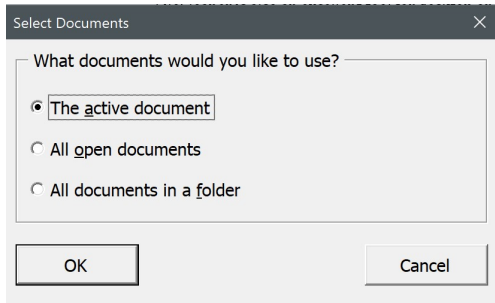 Select Documents
What documents would you like to use?
The active document
All open documents
All documents in a folder
OK
Cancel